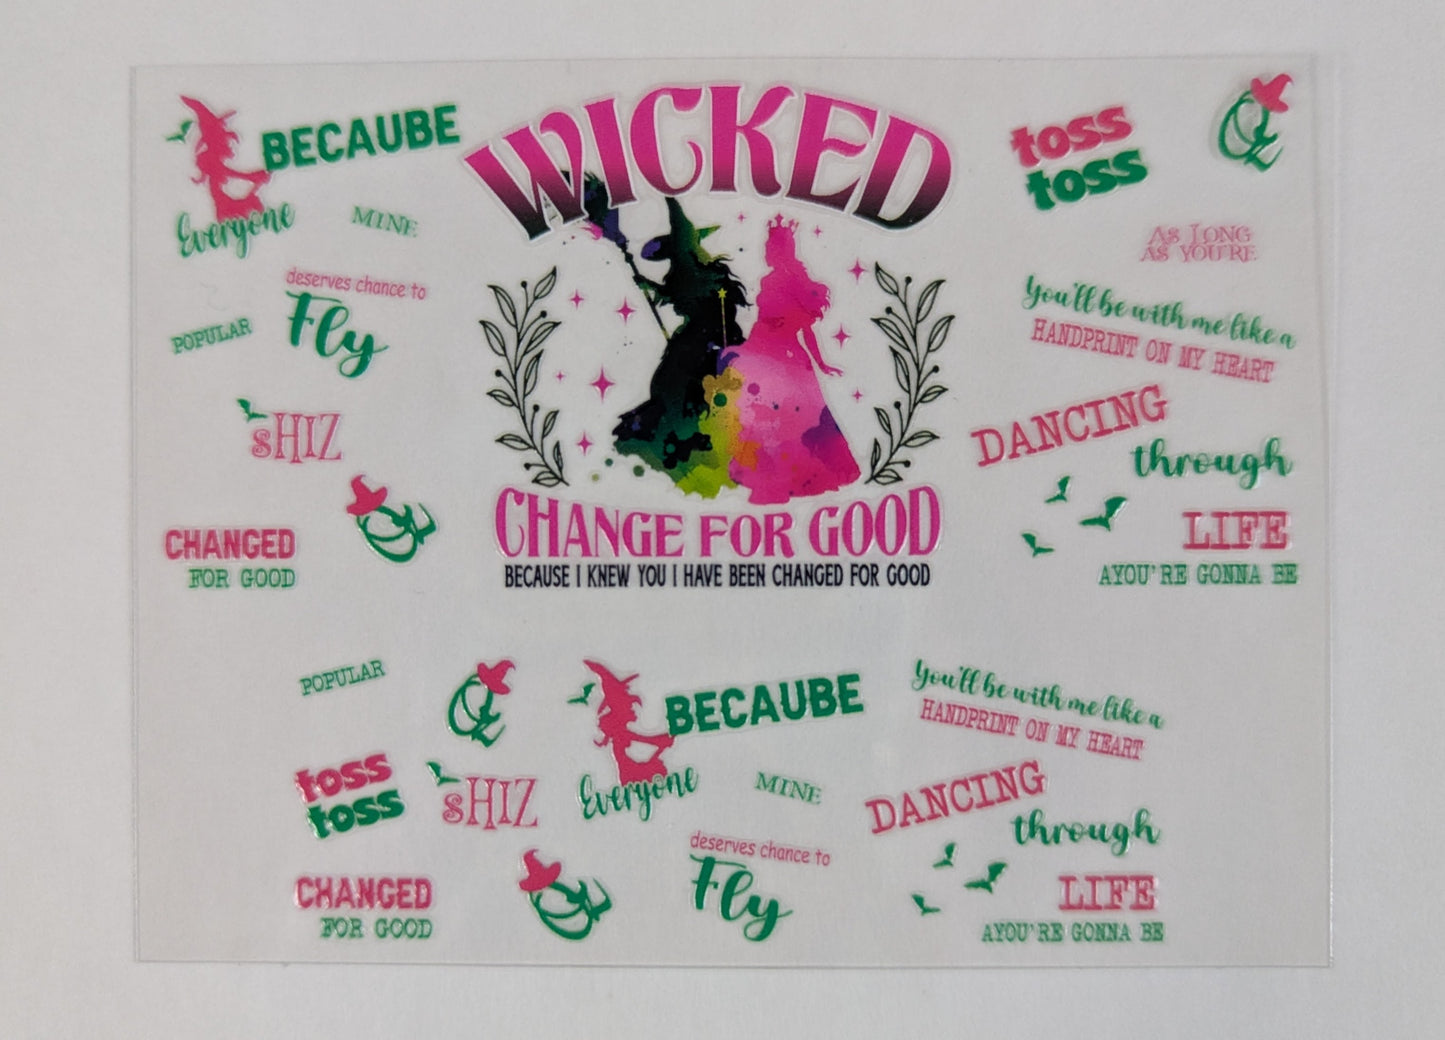 BECAUBE
Everyone
MINE
deserves chance to
Fly
POPULAR
sHIZ
CHANGED
FOR GOOD
WICKED
CHANGE FOR GOOD
BECAUSE I KNEW YOU I HAVE BEEN CHANGED FOR GOOD
toss
toss
OZ
AS LONG
AS YOU'RE
You'll be with me like a
HANDPRINT ON MY HEART
DANCING
through
LIFE
AYOU'RE GONNA BE
OZ
POPULAR
OZ
toss
toss
sHIZ
CHANGED
FOR GOOD
OZ
BECAUBE
Everyone
MINE
deserves chance to
Fly
You'll be with me like a
HANDPRINT ON MY HEART
DANCING
through
LIFE
AYOU'RE GONNA BE